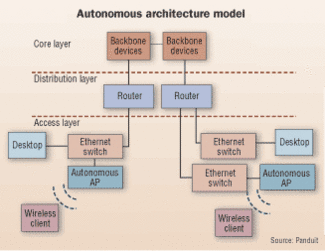 Autonomous architecture model
Core layer
Backbone
devices
Backbone
devices
Distribution layer
Router
Router
Access layer
Desktop
Ethernet
switch
Ethernet
switch
Desktop
Autonomous
AP
Ethernet
switch
Autonomous
AP
Wireless
client
Wireless
client
Source: Panduit